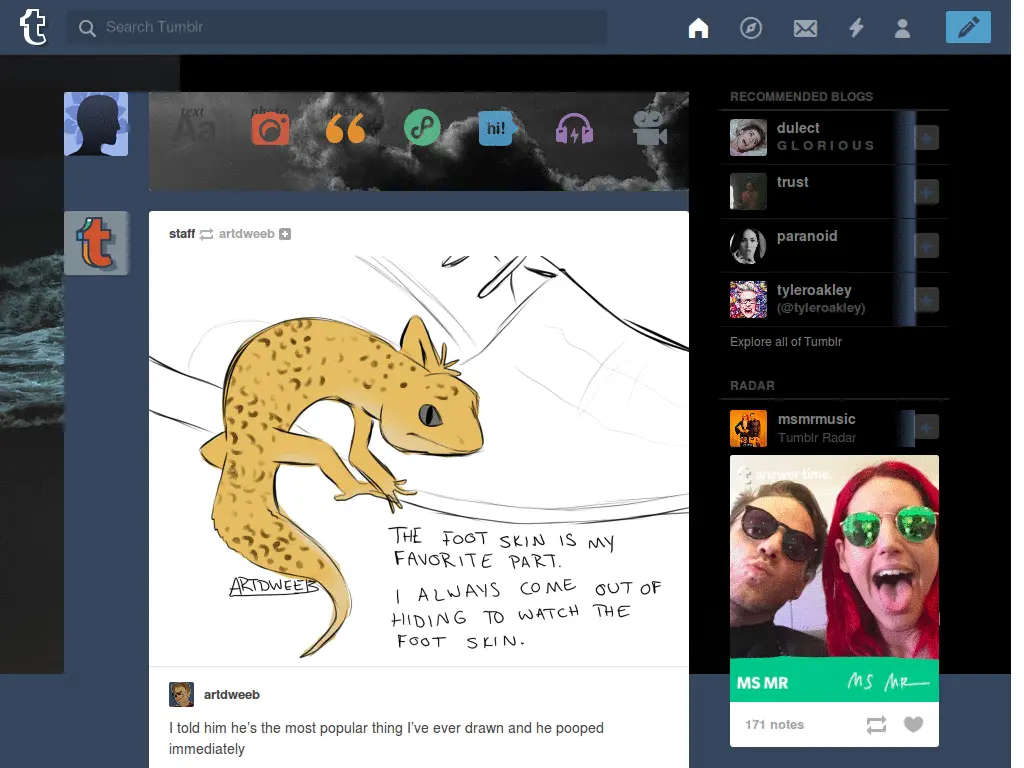 Search Tumblr
text
photo
quote
Aa
hi!
RECOMMENDED BLOGS
dulect
G L O R I O U S
trust
paranoid
tyleroakley
(@tyleroakley)
Explore all of Tumblr
RADAR
msmrmusic
Tumblr Radar
answer time.
MS MR
MS MR
171 notes
staff artdweeb
THE FOOT SKIN IS MY
FAVORITE PART.
I ALWAYS COME OUT OF
HIDING TO WATCH THE
FOOT SKIN.
ARTDWEEB
artdweeb
I told him he's the most popular thing I've ever drawn and he pooped
immediately